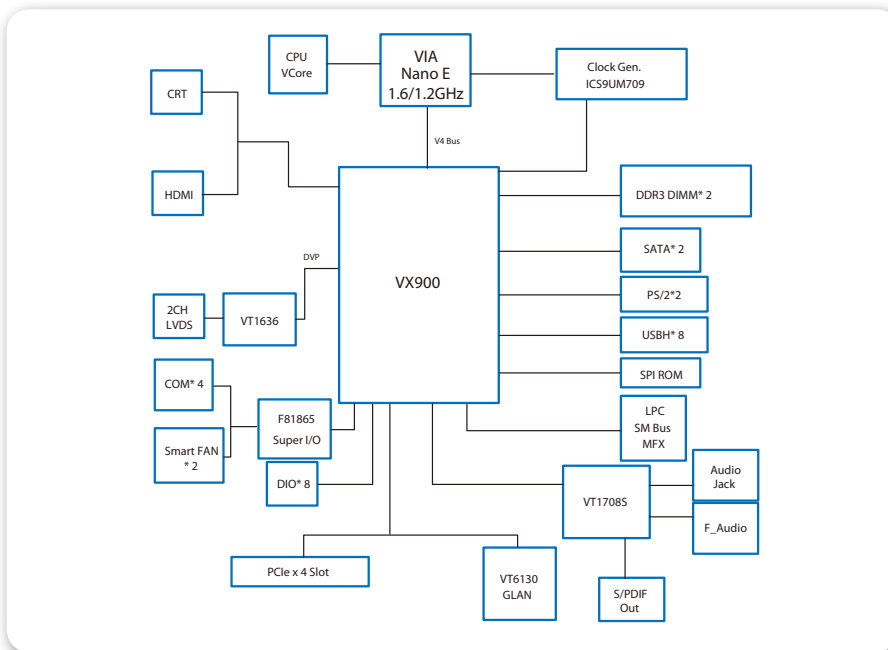 CPU
VCore
VIA
Nano E
1.6/1.2GHz
Clock Gen.
ICS9UM709
CRT
V4 Bus
HDMI
DDR3 DIMM* 2
DVP
VX900
SATA* 2
PS/2*2
2CH
LVDS
VT1636
USBH* 8
SPI ROM
COM* 4
F81865
Super I/O
LPC
SM Bus
MFX
Smart FAN
* 2
DIO* 8
VT1708S
Audio
Jack
F_Audio
PCIe x 4 Slot
VT6130
GLAN
S/PDIF
Out